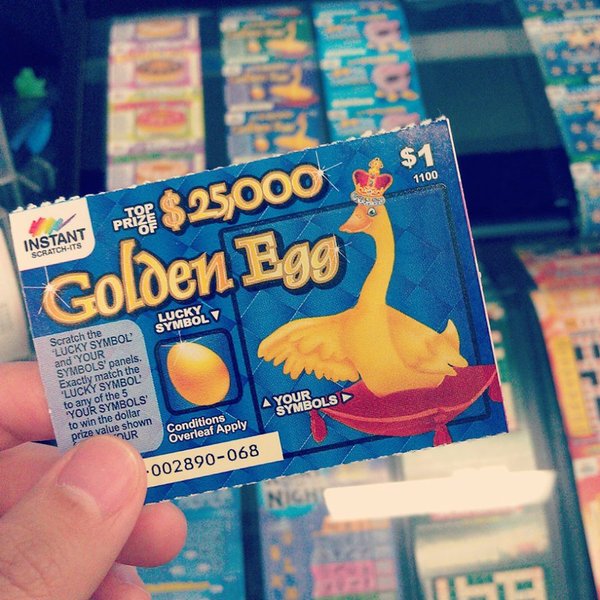 INSTANT
SCRATCH-ITS
TOP
PRIZE
OF
$25,000
$1
1100
Golden Egg
LUCKY
SYMBOL ▼
Scratch the
'LUCKY SYMBOL'
and 'YOUR
SYMBOLS' panels.
Exactly match the
'LUCKY SYMBOL'
to any of the 5
'YOUR SYMBOLS'
to win the dollar
prize value shown
YOUR
▲ YOUR
SYMBOLS ▶
Conditions
Overleaf Apply
-002890-068
NIGHT